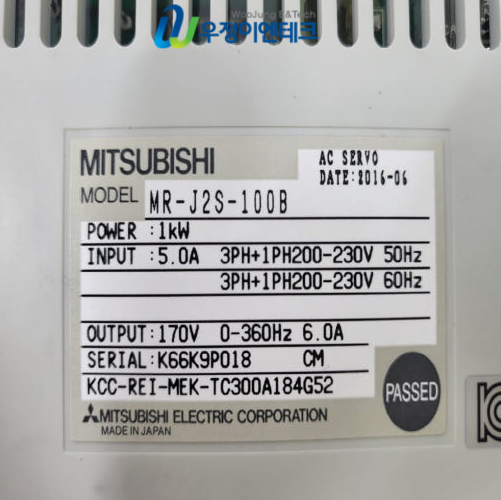 WooJung E&Tech
우정이엔테크
MITSUBISHI
AC SERVO
DATE:2016-06
MODEL MR-J2S-100B
POWER :1kW
INPUT :5.0A 3PH+1PH200-230V 50Hz
3PH+1PH200-230V 60Hz
OUTPUT:170V 0-360Hz 6.0A
SERIAL:K66K9P018 CM
KCC-REI-MEK-TC300A184G52
PASSED
MITSUBISHI ELECTRIC CORPORATION
MADE IN JAPAN